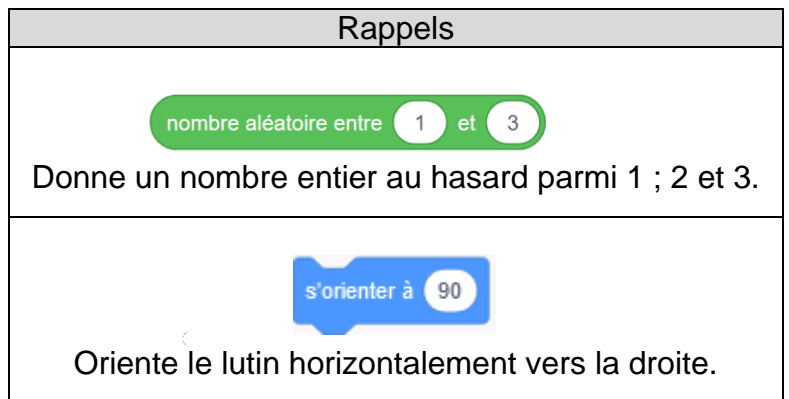 Rappels
nombre aléatoire entre 1 et 3
Donne un nombre entier au hasard parmi 1 ; 2 et 3.
s'orienter à 90
Oriente le lutin horizontalement vers la droite.